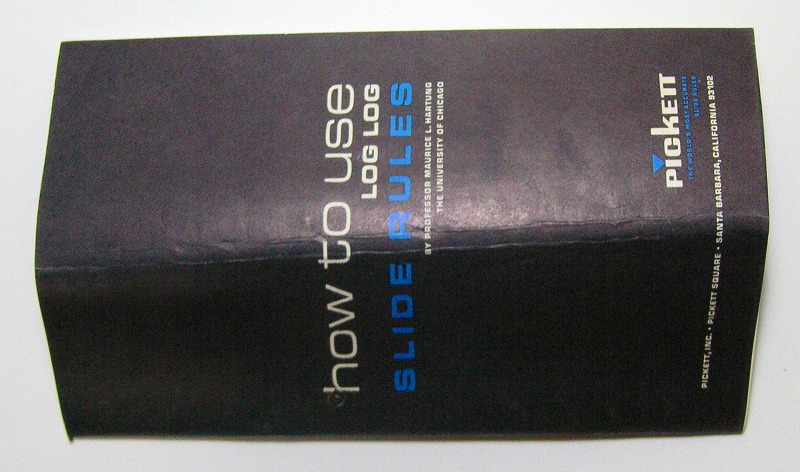 how to use
LOG LOG
SLIDE RULES
BY PROFESSOR MAURICE L. HARTUNG
THE UNIVERSITY OF CHICAGO
PICKETT
THE WORLD'S MOST ACCURATE
SLIDE RULES
PICKETT, INC. • PICKETT SQUARE • SANTA BARBARA, CALIFORNIA 93102